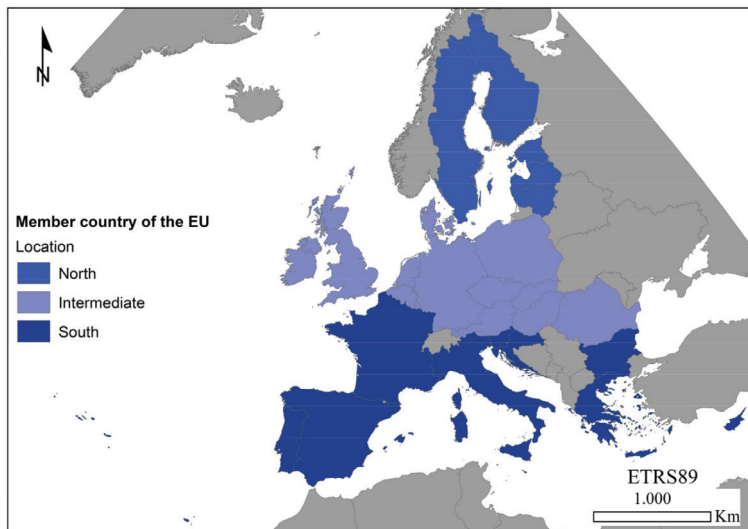 N
Member country of the EU
Location
North
Intermediate
South
ETRS89
1.000
Km